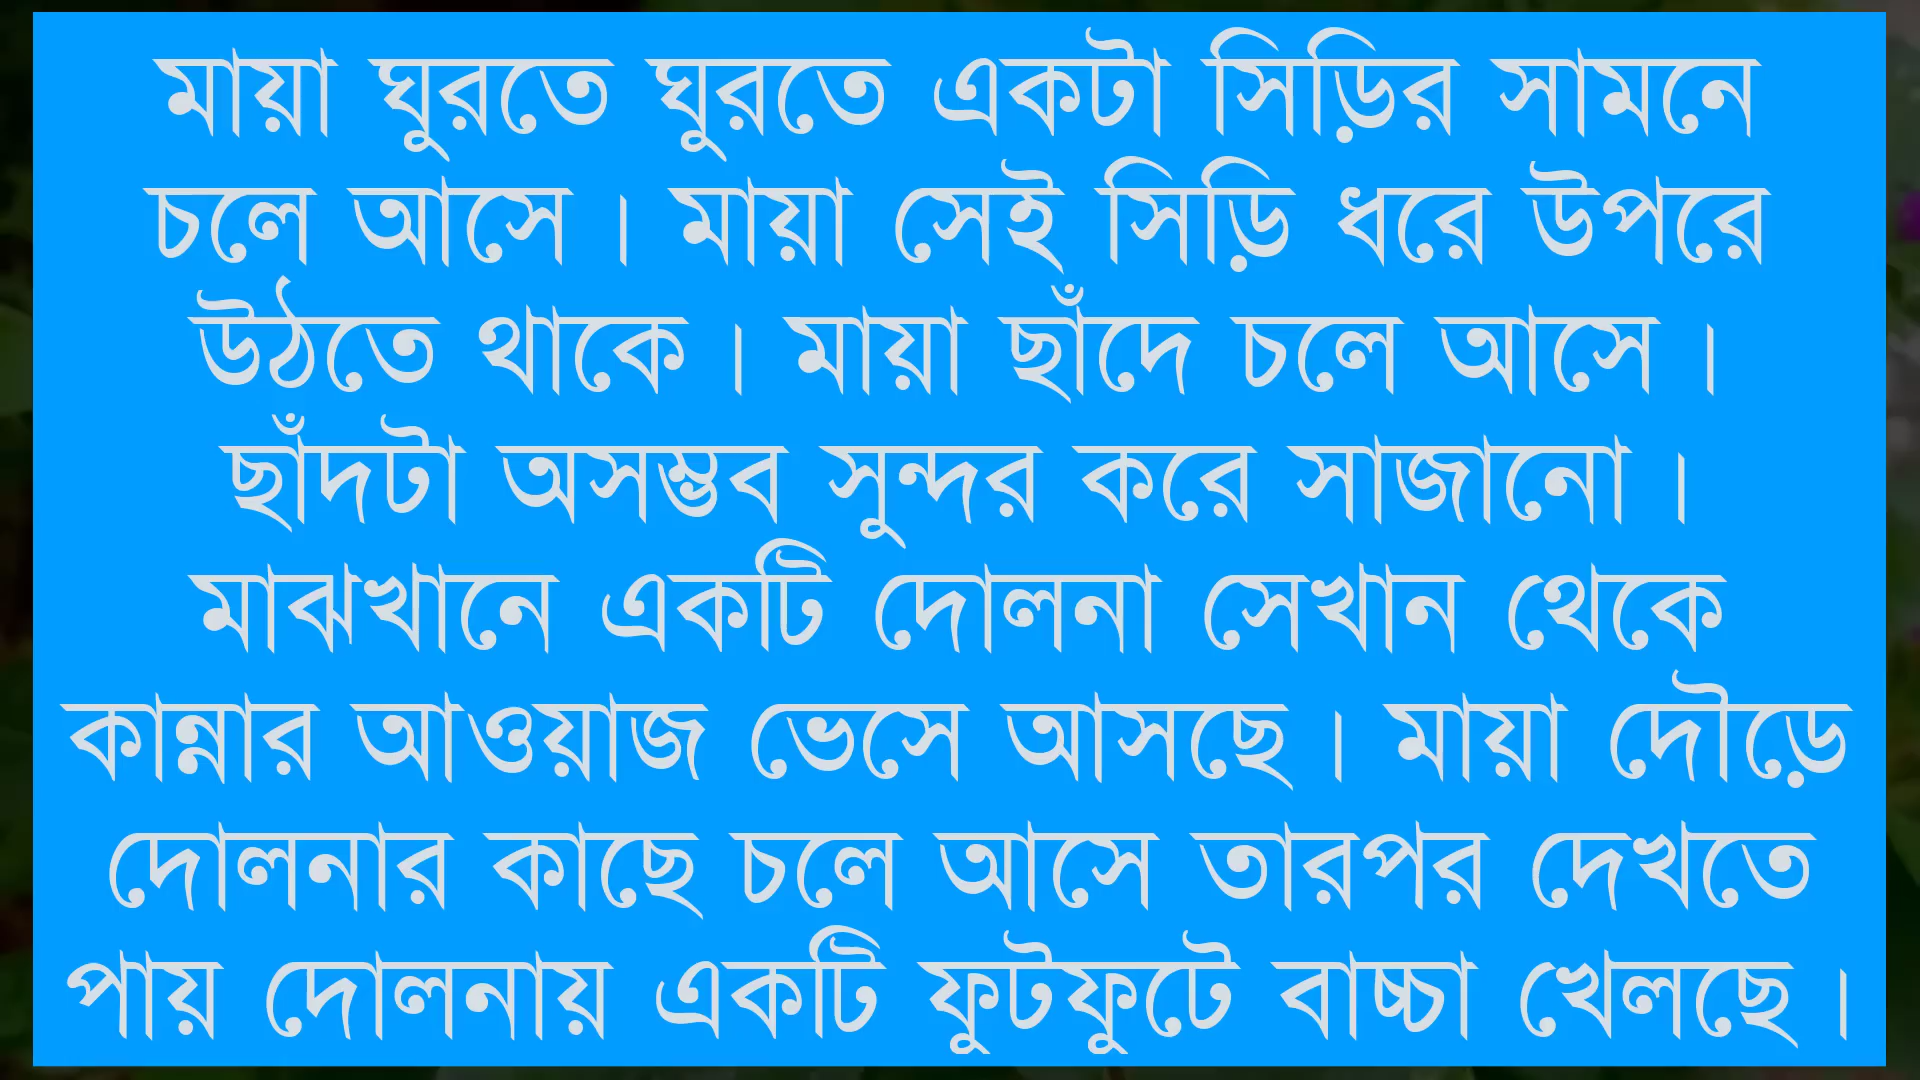 মায়া ঘুরতে ঘুরতে একটা সিড়ির সামনে
চলে আসে। মায়া সেই সিড়ি ধরে উপরে
উঠতে থাকে। মায়া ছাঁদে চলে আসে।
ছাঁদটা অসম্ভব সুন্দর করে সাজানো।
মাঝখানে একটি দোলনা সেখান থেকে
কান্নার আওয়াজ ভেসে আসছে। মায়া দৌড়ে
দোলনার কাছে চলে আসে তারপর দেখতে
পায় দোলনায় একটি ফুটফুটে বাচ্চা খেলছে।